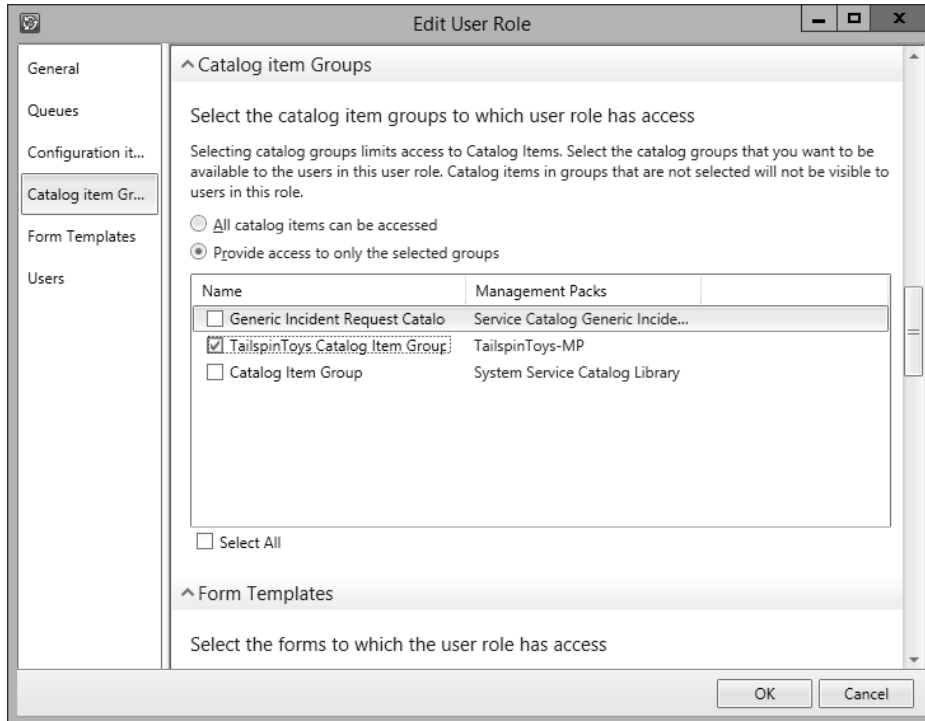 Edit User Role
General
Queues
Configuration it...
Catalog item Gr...
Form Templates
Users
Catalog item Groups
Select the catalog item groups to which user role has access
Selecting catalog groups limits access to Catalog Items. Select the catalog groups that you want to be
available to the users in this user role. Catalog items in groups that are not selected will not be visible to
users in this role.
All catalog items can be accessed
Provide access to only the selected groups
Name Management Packs
Generic Incident Request Catalo Service Catalog Generic Incide...
TailspinToys Catalog Item Group TailspinToys-MP
Catalog Item Group System Service Catalog Library
Select All
Form Templates
Select the forms to which the user role has access
OK Cancel